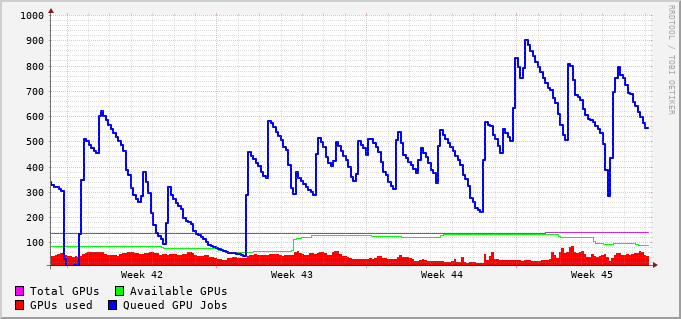 1000
900
800
700
600
500
400
300
200
100
Week 42 Week 43 Week 44 Week 45
Total GPUs Available GPUs
GPUs used Queued GPU Jobs
RRDTOOL / TOBI OETIKER